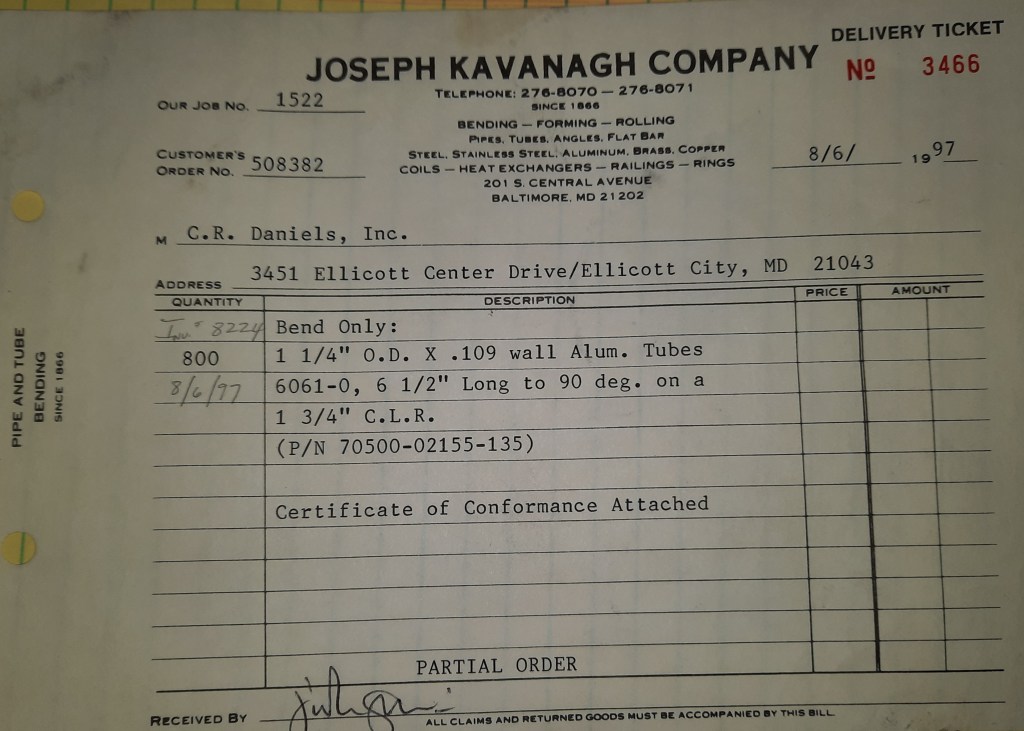 DELIVERY TICKET
JOSEPH KAVANAGH COMPANY
Nº 3466
TELEPHONE: 276-8070 — 276-8071
SINCE 1866
OUR JOB NO. 1522
BENDING — FORMING — ROLLING
PIPES, TUBES, ANGLES, FLAT BAR
STEEL, STAINLESS STEEL, ALUMINUM, BRASS, COPPER
COILS — HEAT EXCHANGERS — RAILINGS — RINGS
201 S. CENTRAL AVENUE
BALTIMORE, MD 21202
CUSTOMER'S
ORDER NO. 508382
8/6/ 1997
M C.R. Daniels, Inc.
ADDRESS 3451 Ellicott Center Drive/Ellicott City, MD 21043
QUANTITY DESCRIPTION PRICE AMOUNT
Inv # 8224 Bend Only:
800 1 1/4" O.D. X .109 wall Alum. Tubes
8/6/97 6061-0, 6 1/2" Long to 90 deg. on a
1 3/4" C.L.R.
(P/N 70500-02155-135)
Certificate of Conformance Attached
PARTIAL ORDER
RECEIVED BY
ALL CLAIMS AND RETURNED GOODS MUST BE ACCOMPANIED BY THIS BILL
PIPE AND TUBE
BENDING
SINCE 1866